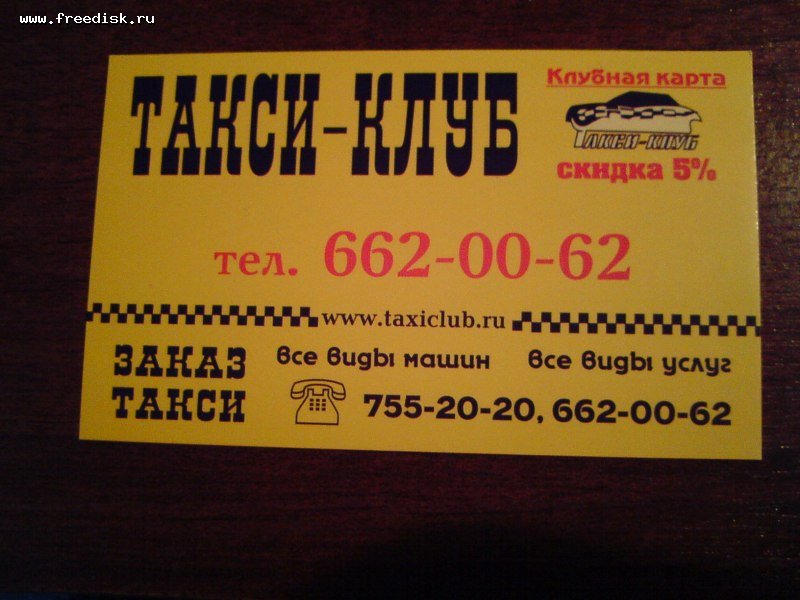 www.freedisk.ru
ТАКСИ-КЛУБ
Клубная карта
ТАКСИ-КЛУБ
скидка 5%
тел. 662-00-62
www.taxiclub.ru
ЗАКАЗ ТАКСИ
все виды машин все виды услуг
755-20-20, 662-00-62